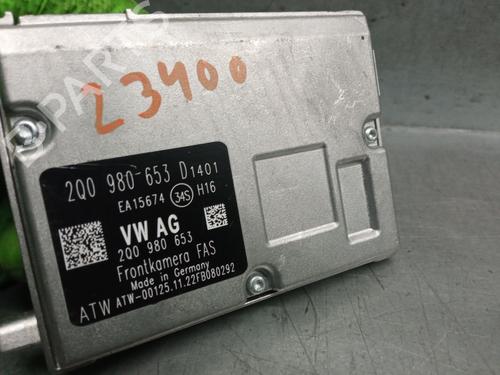 23400
2Q0 980-653 D 1401
EA15674 34S H16
VW AG
2Q0 980 653
Frontkamera FAS
Made in Germany
ATW ATW-00125.11.22FB080292